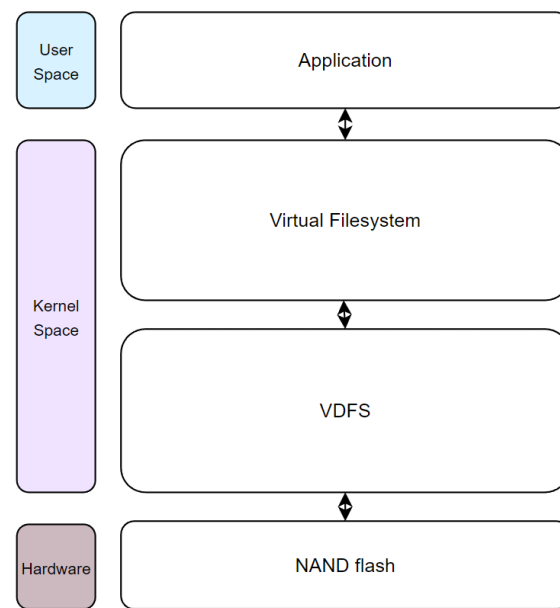 User
Space
Application
Kernel
Space
Virtual Filesystem
VDFS
Hardware
NAND flash